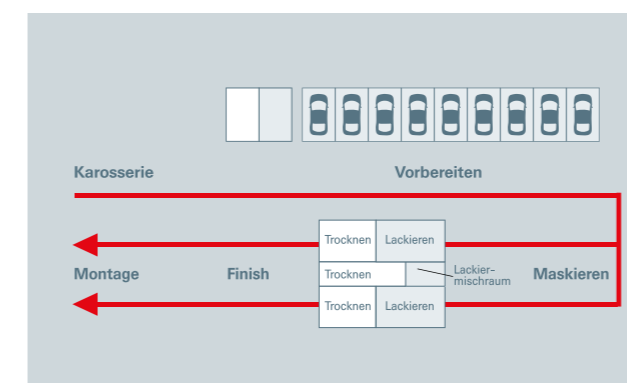 Karosserie
Vorbereiten
Trocknen
Lackieren
Montage
Finish
Trocknen
Lackier-
mischraum
Maskieren
Trocknen
Lackieren